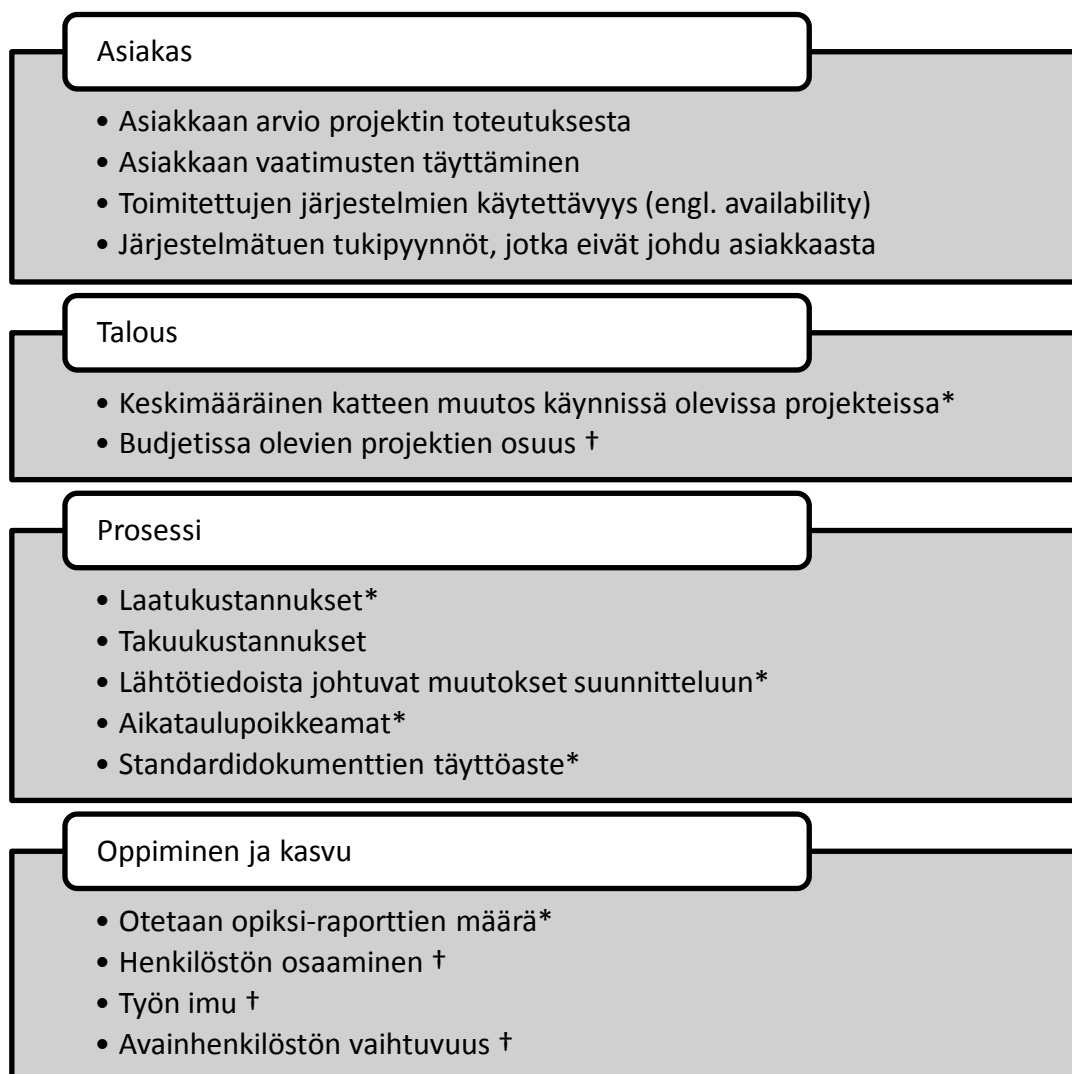 Asiakas
• Asiakkaan arvio projektin toteutuksesta
• Asiakkaan vaatimusten täyttäminen
• Toimitettujen järjestelmien käytettävyys (engl. availability)
• Järjestelmätuen tukipyynnöt, jotka eivät johdu asiakkaasta
Talous
• Keskimääräinen katteen muutos käynnissä olevissa projekteissa*
• Budjetissa olevien projektien osuus †
Prosessi
• Laatukustannukset*
• Takuukustannukset
• Lähtötiedoista johtuvat muutokset suunnitteluun*
• Aikataulupoikkeamat*
• Standardidokumenttien täyttöaste*
Oppiminen ja kasvu
• Otetaan opiksi-raporttien määrä*
• Henkilöstön osaaminen †
• Työn imu †
• Avainhenkilöstön vaihtuvuus †